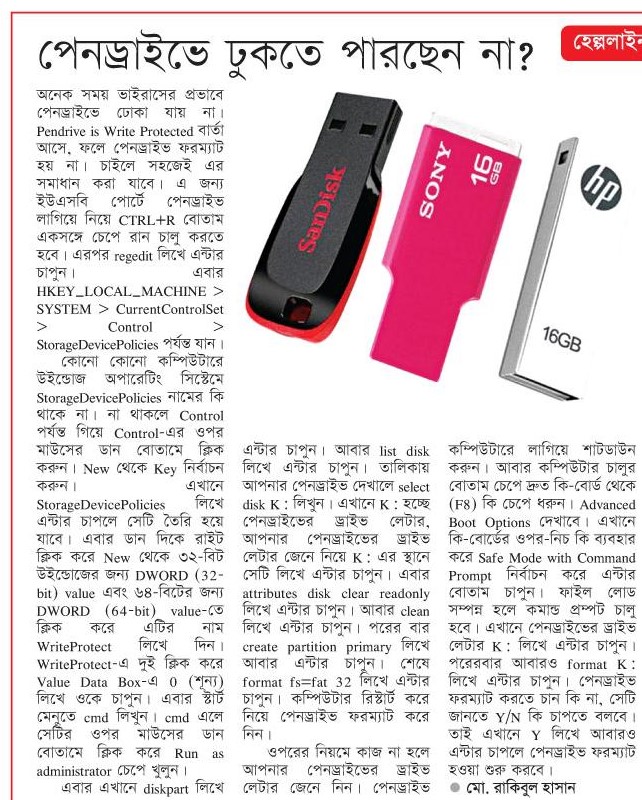 পেনড্রাইভে ঢুকতে পারছেন না?
হেল্পলাইন
অনেক সময় ভাইরাসের প্রভাবে
পেনড্রাইভে ঢোকা যায় না।
Pendrive is Write Protected বার্তা
আসে, ফলে পেনড্রাইভ ফরম্যাট
হয় না। চাইলে সহজেই এর
সমাধান করা যাবে। এ জন্য
ইউএসবি পোর্টে পেনড্রাইভ
লাগিয়ে নিয়ে CTRL+R বোতাম
একসঙ্গে চেপে রান চালু করতে
হবে। এরপর regedit লিখে এন্টার
চাপুন। এবার
HKEY_LOCAL_MACHINE >
SYSTEM > CurrentControlSet
> Control >
StorageDevicePolicies পর্যন্ত যান।
কোনো কোনো কম্পিউটারে
উইন্ডোজ অপারেটিং সিস্টেমে
StorageDevicePolicies নামের কি
থাকে না। না থাকলে Control
পর্যন্ত গিয়ে Control-এর ওপর
মাউসের ডান বোতামে ক্লিক
করুন। New থেকে Key নির্বাচন
করুন। এখানে
StorageDevicePolicies লিখে
এন্টার চাপলে সেটি তৈরি হয়ে
যাবে। এবার ডান দিকে রাইট
ক্লিক করে New থেকে ৩২-বিট
উইন্ডোজের জন্য DWORD (32-
bit) value এবং ৬৪-বিটের জন্য
DWORD (64-bit) value-তে
ক্লিক করে এটির নাম
WriteProtect লিখে দিন।
WriteProtect-এ দুই ক্লিক করে
Value Data Box-এ 0 (শূন্য)
লিখে ওকে চাপুন। এবার স্টার্ট
মেনুতে cmd লিখুন। cmd এলে
সেটির ওপর মাউসের ডান
বোতামে ক্লিক করে Run as
administrator চেপে খুলুন।
এবার এখানে diskpart লিখে
এন্টার চাপুন। আবার list disk
লিখে এন্টার চাপুন। তালিকায়
আপনার পেনড্রাইভ দেখালে select
disk K : লিখুন। এখানে K : হচ্ছে
পেনড্রাইভের ড্রাইভ লেটার,
আপনার পেনড্রাইভের ড্রাইভ
লেটার জেনে নিয়ে K : এর স্থানে
সেটি লিখে এন্টার চাপুন। এবার
attributes disk clear readonly
লিখে এন্টার চাপুন। আবার clean
লিখে এন্টার চাপুন। পরের বার
create partition primary লিখে
আবার এন্টার চাপুন। শেষে
format fs=fat 32 লিখে এন্টার
চাপুন। কম্পিউটার রিস্টার্ট করে
নিয়ে পেনড্রাইভ ফরম্যাট করে
নিন।
ওপরের নিয়মে কাজ না হলে
আপনার পেনড্রাইভের ড্রাইভ
লেটার জেনে নিন। পেনড্রাইভ
কম্পিউটারে লাগিয়ে শাটডাউন
করুন। আবার কম্পিউটার চালুর
বোতাম চেপে দ্রুত কি-বোর্ড থেকে
(F8) কি চেপে ধরুন। Advanced
Boot Options দেখাবে। এখানে
কি-বোর্ডের ওপর-নিচ কি ব্যবহার
করে Safe Mode with Command
Prompt নির্বাচন করে এন্টার
বোতাম চাপুন। ফাইল লোড
সম্পন্ন হলে কমান্ড প্রম্পট চালু
হবে। এখানে পেনড্রাইভের ড্রাইভ
লেটার K : লিখে এন্টার চাপুন।
পরেরবার আবারও format K :
লিখে এন্টার চাপুন। পেনড্রাইভ
ফরম্যাট করতে চান কি না, সেটি
জানতে Y/N কি চাপতে বলবে।
তাই এখানে Y লিখে আবারও
এন্টার চাপলে পেনড্রাইভ ফরম্যাট
হওয়া শুরু করবে।
● মো. রাকিবুল হাসান
SanDisk
SONY
16 GB
hp
16GB